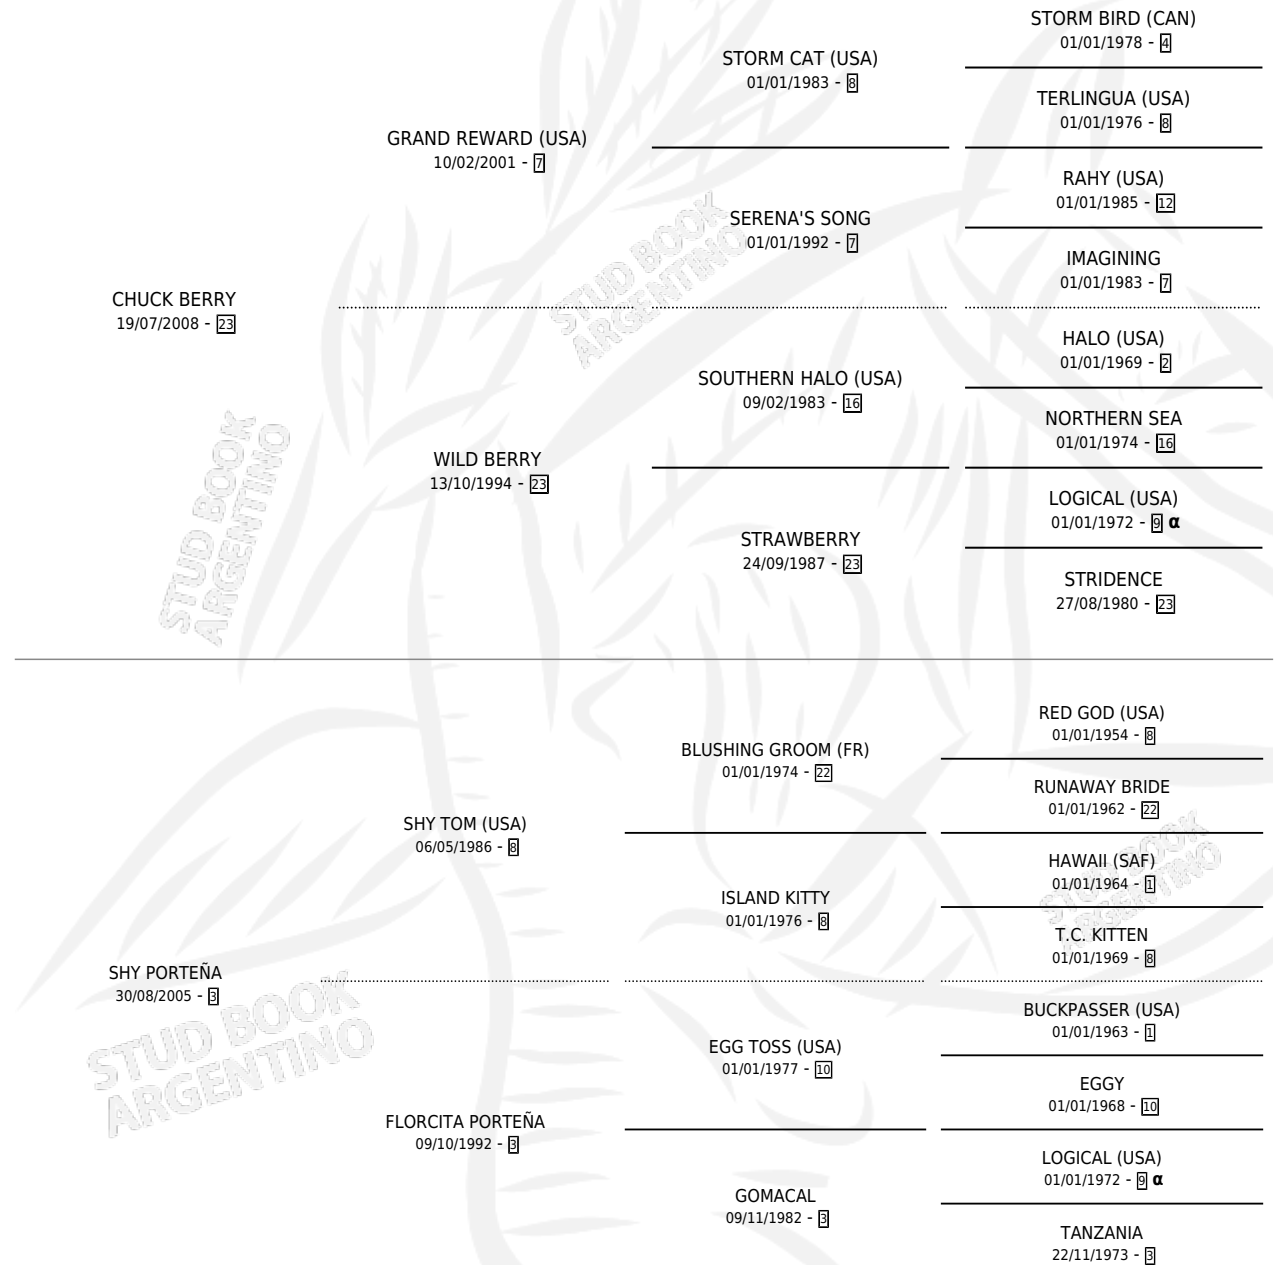 STORM BIRD (CAN)
01/01/1978 - 4
STORM CAT (USA)
01/01/1983 - 8
TERLINGUA (USA)
01/01/1976 - 8
GRAND REWARD (USA)
10/02/2001 - 7
RAHY (USA)
01/01/1985 - 12
SERENA'S SONG
01/01/1992 - 7
IMAGINING
01/01/1983 - 7
CHUCK BERRY
19/07/2008 - 23
HALO (USA)
01/01/1969 - 2
SOUTHERN HALO (USA)
09/02/1983 - 16
NORTHERN SEA
01/01/1974 - 16
WILD BERRY
13/10/1994 - 23
LOGICAL (USA)
01/01/1972 - 9 α
STRAWBERRY
24/09/1987 - 23
STRIDENCE
27/08/1980 - 23
RED GOD (USA)
01/01/1954 - 8
BLUSHING GROOM (FR)
01/01/1974 - 22
RUNAWAY BRIDE
01/01/1962 - 22
SHY TOM (USA)
06/05/1986 - 8
HAWAII (SAF)
01/01/1964 - 1
ISLAND KITTY
01/01/1976 - 8
T.C. KITTEN
01/01/1969 - 8
SHY PORTEÑA
30/08/2005 - 3
BUCKPASSER (USA)
01/01/1963 - 1
EGG TOSS (USA)
01/01/1977 - 10
EGGY
01/01/1968 - 10
FLORCITA PORTEÑA
09/10/1992 - 3
LOGICAL (USA)
01/01/1972 - 9 α
GOMACAL
09/11/1982 - 3
TANZANIA
22/11/1973 - 3
STUD BOOK
ARGENTINO
STUD BOOK
ARGENTINO
STUD BOOK
ARGENTINO
STUD BOOK
ARGENTINO